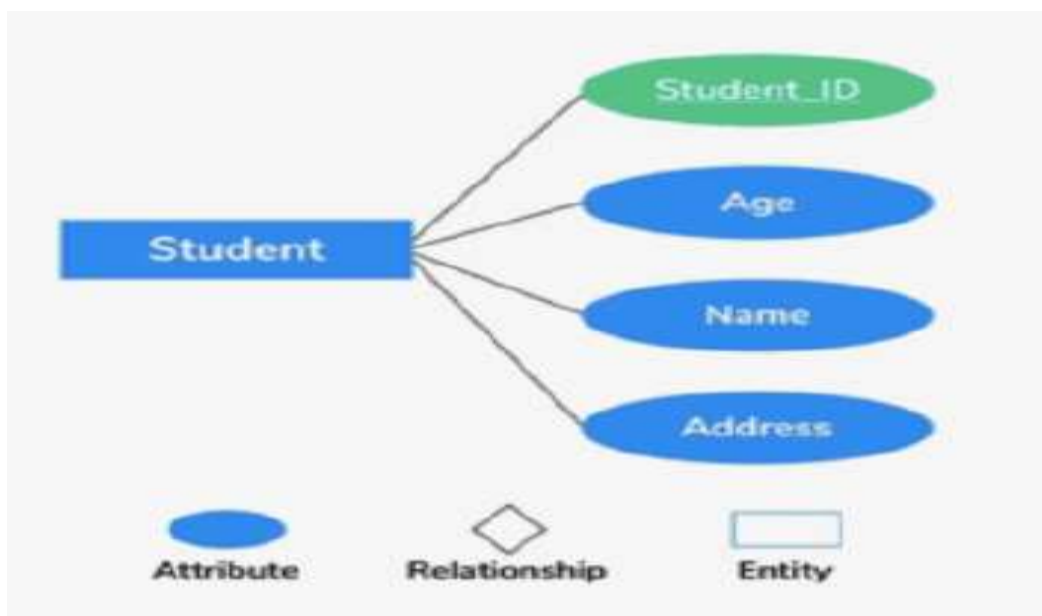 Student_ID
Age
Student
Name
Address
Attribute Relationship Entity